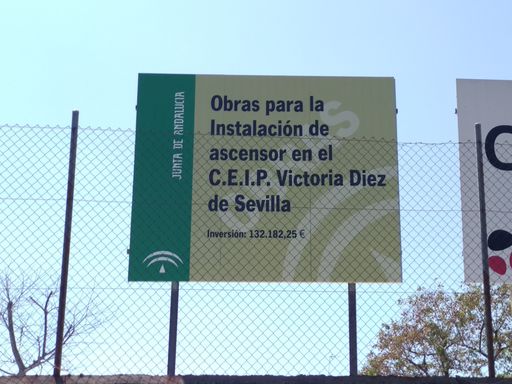 JUNTA DE ANDALUCIA
Obras para la
Instalación de
ascensor en el
C.E.I.P. Victoria Diez
de Sevilla
Inversión: 132.182,25 €